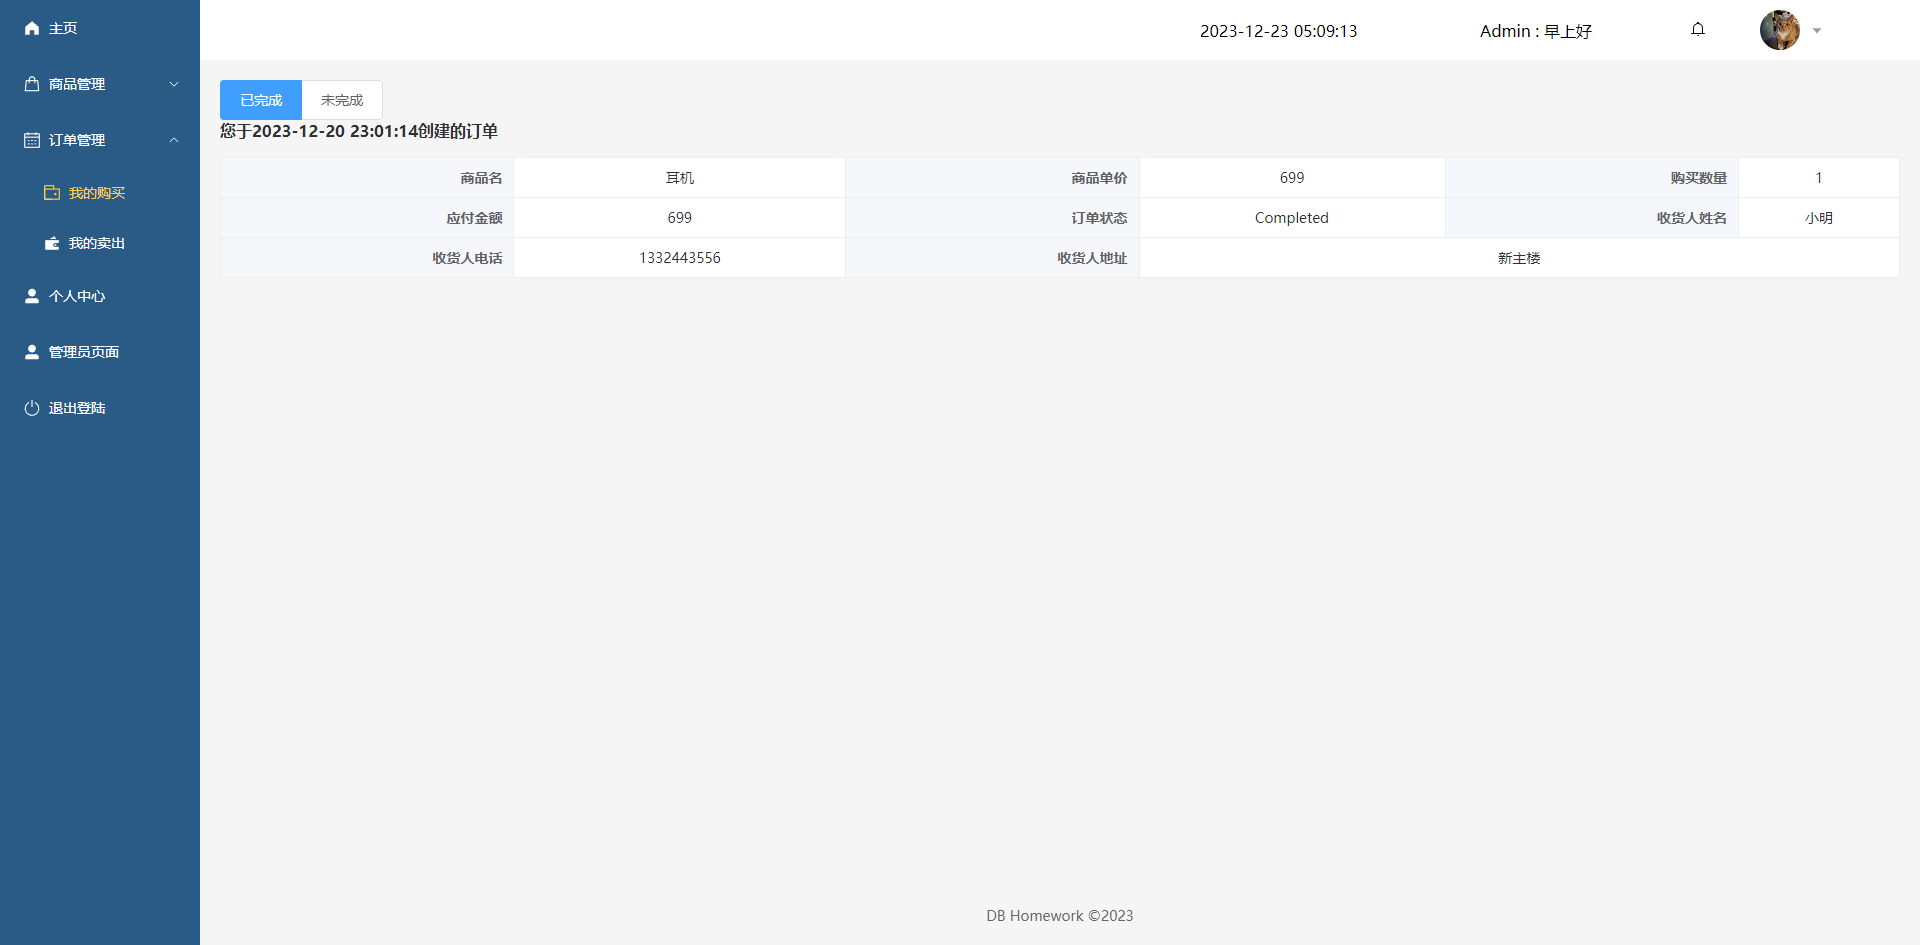 主页
商品管理
订单管理
我的购买
我的卖出
个人中心
管理员页面
退出登陆
2023-12-23 05:09:13 Admin : 早上好
已完成 未完成
您于2023-12-20 23:01:14创建的订单
商品名 耳机 商品单价 699 购买数量 1
应付金额 699 订单状态 Completed 收货人姓名 小明
收货人电话 1332443556 收货人地址 新主楼
DB Homework ©2023